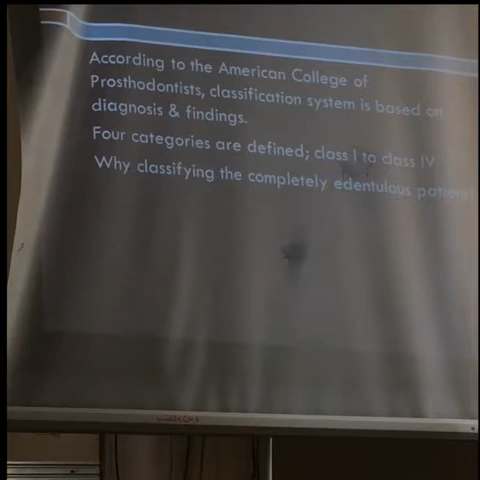 According to the American College of
Prosthodontists, classification system is based on
diagnosis & findings.
Four categories are defined; class I to class IV
Why classifying the completely edentulous patient